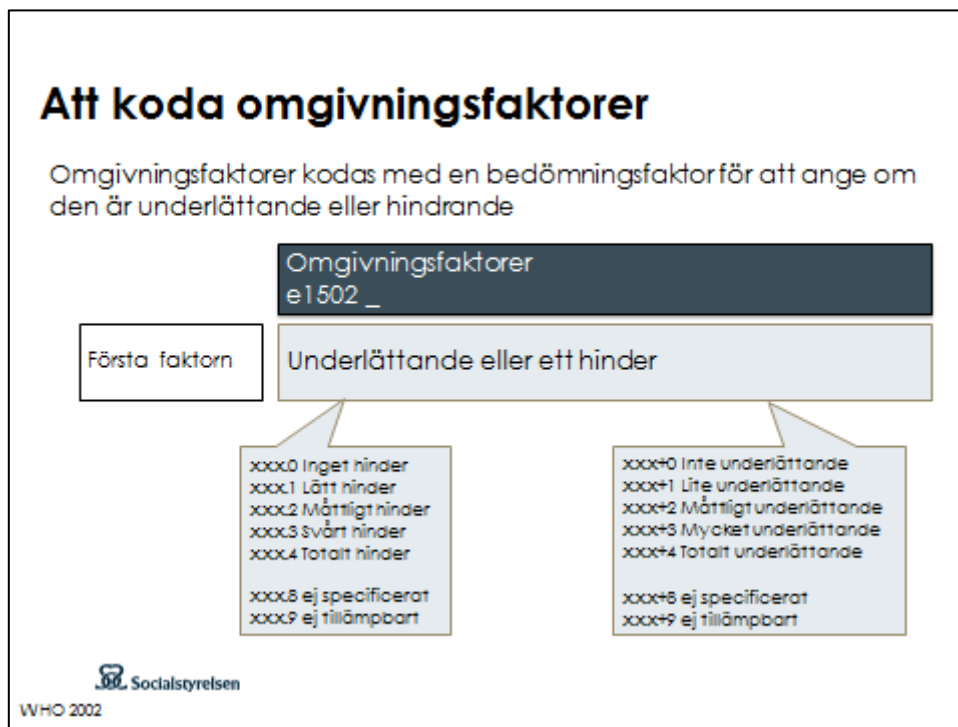 Att koda omgivningsfaktorer
Omgivningsfaktorer kodas med en bedömningsfaktor för att ange om
den är underlättande eller hindrande
Omgivningsfaktorer
e1502 _
Första faktorn
Underlättande eller ett hinder
xxx.0 Inget hinder
xxx.1 Lätt hinder
xxx.2 Måttligt hinder
xxx.3 Svårt hinder
xxx.4 Totalt hinder
xxx.8 ej specificerat
xxx.9 ej tillämpbart
xxx+0 Inte underlättande
xxx+1 Lite underlättande
xxx+2 Måttligt underlättande
xxx+3 Mycket underlättande
xxx+4 Totalt underlättande
xxx+8 ej specificerat
xxx+9 ej tillämpbart
Socialstyrelsen
WHO 2002